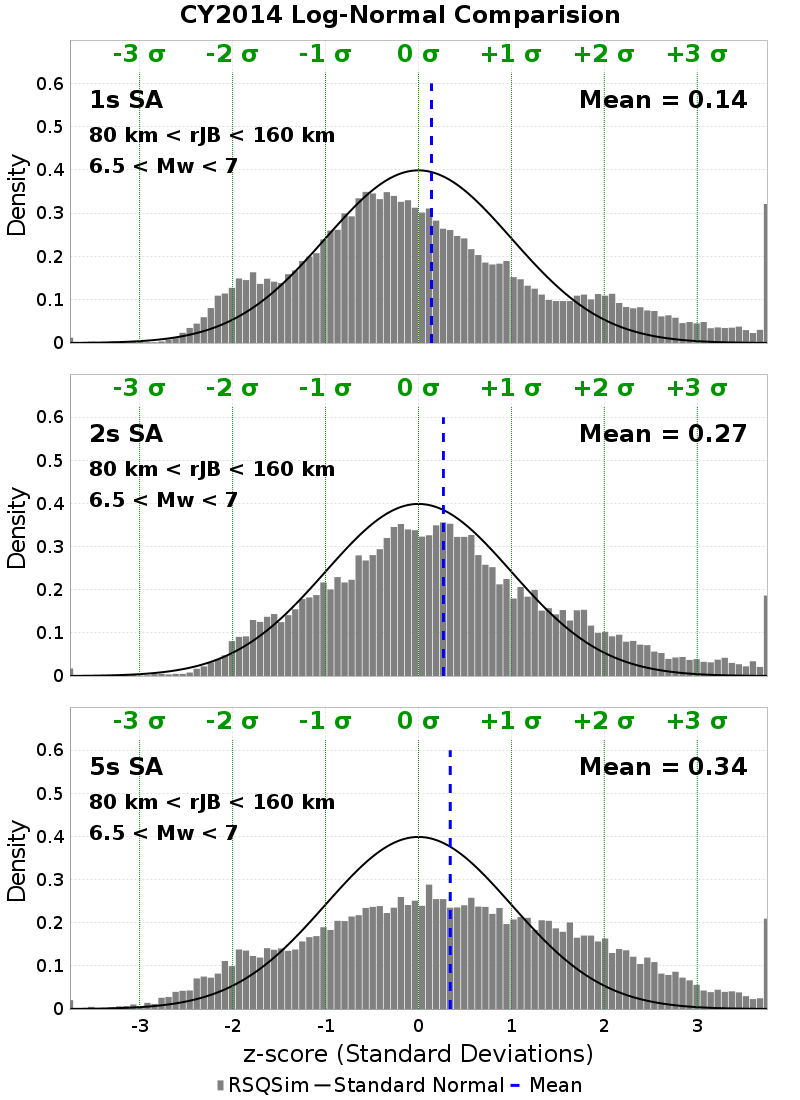 CY2014 Log-Normal Comparision
-3 σ -2 σ -1 σ 0 σ +1 σ +2 σ +3 σ
1s SA Mean = 0.14
80 km < rJB < 160 km
6.5 < Mw < 7
Density
0.6
0.5
0.4
0.3
0.2
0.1
0
-3 σ -2 σ -1 σ 0 σ +1 σ +2 σ +3 σ
2s SA Mean = 0.27
80 km < rJB < 160 km
6.5 < Mw < 7
Density
0.6
0.5
0.4
0.3
0.2
0.1
0
-3 σ -2 σ -1 σ 0 σ +1 σ +2 σ +3 σ
5s SA Mean = 0.34
80 km < rJB < 160 km
6.5 < Mw < 7
Density
0.6
0.5
0.4
0.3
0.2
0.1
0
-3 -2 -1 0 1 2 3
z-score (Standard Deviations)
RSQSim Standard Normal Mean